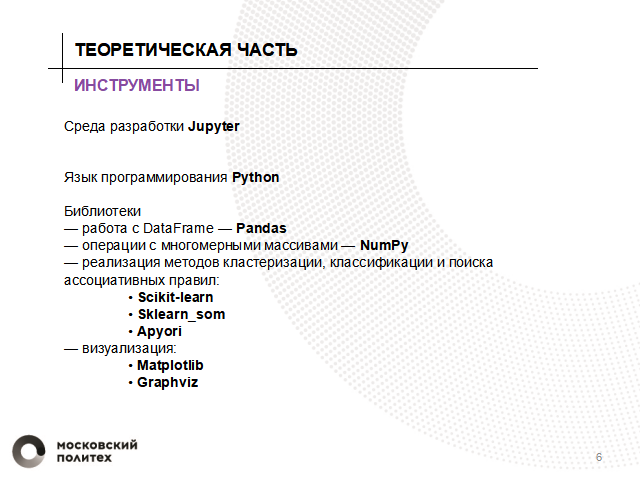 ТЕОРЕТИЧЕСКАЯ ЧАСТЬ
ИНСТРУМЕНТЫ
Среда разработки Jupyter
Язык программирования Python
Библиотеки
— работа с DataFrame — Pandas
— операции с многомерными массивами — NumPy
— реализация методов кластеризации, классификации и поиска
ассоциативных правил:
• Scikit-learn
• Sklearn_som
• Apyori
— визуализация:
• Matplotlib
• Graphviz
МОСКОВСКИЙ
ПОЛИТЕХ
6